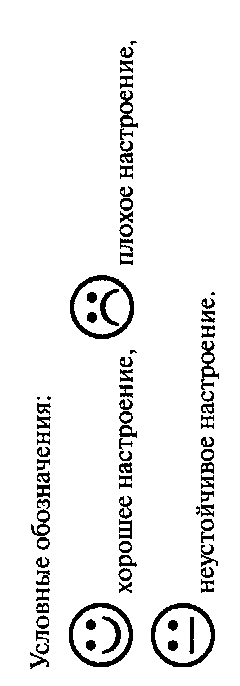 Условные обозначения:
хорошее настроение, плохое настроение,
неустойчивое настроение.